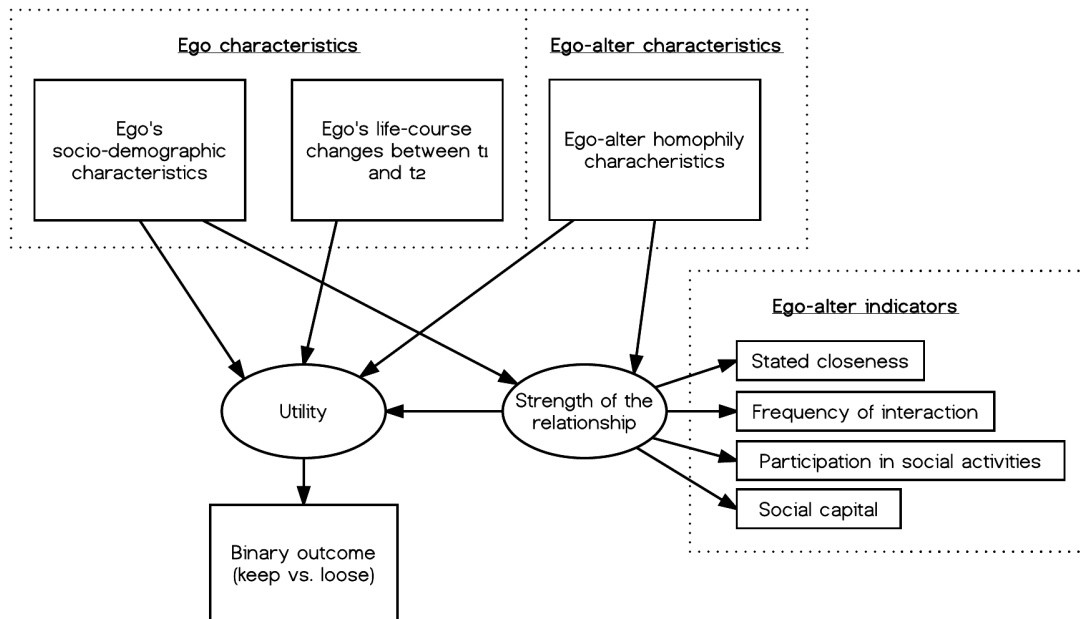 Ego characteristics
Ego-alter characteristics
Ego's
socio-demographic
characteristics
Ego's life-course
changes between t1
and t2
Ego-alter homophily
characheristics
Ego-alter indicators
Stated closeness
Frequency of interaction
Participation in social activities
Social capital
Utility
Strength of the
relationship
Binary outcome
(keep vs. loose)